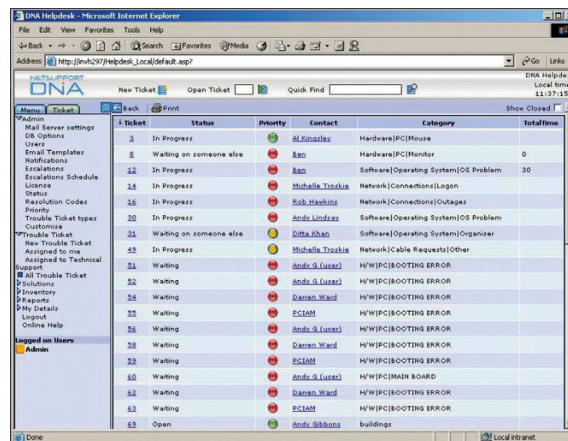 DNA Helpdesk - Microsoft Internet Explorer
File Edit View Favorites Tools Help
Back Search Favorites Media
Address http://invh297/Helpdesk_Local/default.asp? Go Links
NETSUPPORT DNA
New Ticket Open Ticket Quick Find
DNA Helpde
Local time
11:37:15
Menu Ticket Back Print Show Closed
Admin
Mail Server settings
DB Options
Users
Email Templates
Notifications
Escalations
Escalations Schedule
License
Status
Resolution Codes
Priority
Trouble Ticket types
Customise
Trouble Ticket
New Trouble Ticket
Assigned to me
Assigned to Technical
Support
All Trouble Ticket
Solutions
Inventory
Reports
My Details
Logout
Online Help
Logged on Users
Admin
Ticket Status Priority Contact Category TotalTime
3 In Progress Al Kingsley Hardware|PC|Mouse
8 Waiting on someone else Ben Hardware|PC|Monitor 0
12 In Progress Ben Software|Operating System|OS Problem 30
14 In Progress Michelle Troskie Network|Connections|Logon
16 In Progress Rob Hawkins Network|Connections|Outages
30 In Progress Andy Lindsay Software|Operating System|OS Problem
31 Waiting on someone else Ditta Khan Software|Operating System|Organiser
49 In Progress Michelle Troskie Network|Cable Requests|Other
51 Waiting Andy G (user) H/W|PC|BOOTING ERROR
52 Waiting Andy G (user) H/W|PC|BOOTING ERROR
54 Waiting Darren Ward H/W|PC|BOOTING ERROR
55 Waiting PCIAM H/W|PC|BOOTING ERROR
56 Waiting Andy G (user) H/W|PC|BOOTING ERROR
58 Waiting Darren Ward H/W|PC|BOOTING ERROR
59 Waiting PCIAM H/W|PC|BOOTING ERROR
60 Waiting Andy G (user) H/W|PC|MAIN BOARD
62 Waiting Darren Ward H/W|PC|BOOTING ERROR
63 Waiting PCIAM H/W|PC|BOOTING ERROR
69 Open Andy Gibbons buildings
Done Local intranet